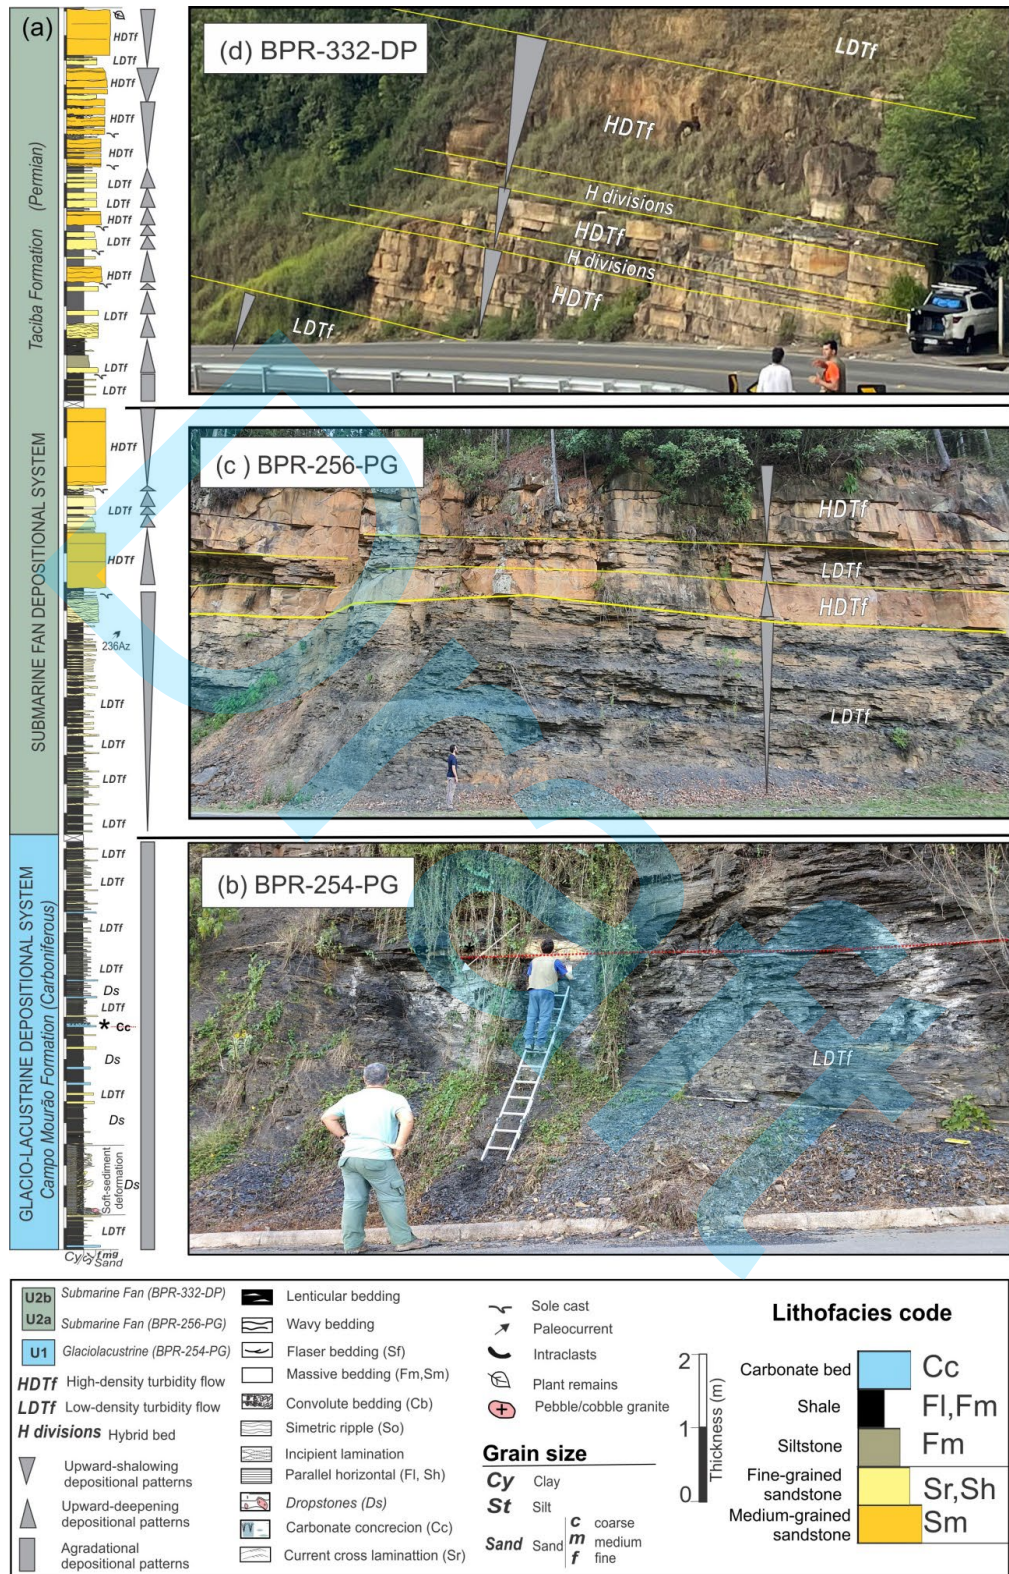 (a)
HDTf
LDTf
HDTf
HDTf
HDTf
LDTf
LDTf
HDTf
LDTf
HDTf
LDTf
LDTf
LDTf
HDTf
LDTf
HDTf
236Az
LDTf
LDTf
LDTf
LDTf
LDTf
LDTf
LDTf
LDTf
Ds
LDTf
* Cc
Ds
LDTf
Ds
Soft-sediment
deformation
Ds
LDTf
Cy
St
f m g
Sand
SUBMARINE FAN DEPOSITIONAL SYSTEM
Taciba Formation (Permian)
GLACIO-LACUSTRINE DEPOSITIONAL SYSTEM
Campo Mourão Formation (Carboniferous)
(d) BPR-332-DP
LDTf
HDTf
H divisions
HDTf
H divisions
HDTf
LDTf
(c ) BPR-256-PG
HDTf
LDTf
HDTf
LDTf
(b) BPR-254-PG
*
LDTf
U2b Submarine Fan (BPR-332-DP)
U2a Submarine Fan (BPR-256-PG)
U1 Glaciolacustrine (BPR-254-PG)
HDTf High-density turbidity flow
LDTf Low-density turbidity flow
H divisions Hybrid bed
Upward-shalowing
depositional patterns
Upward-deepening
depositional patterns
Agradational
depositional patterns
Lenticular bedding
Wavy bedding
Flaser bedding (Sf)
Massive bedding (Fm,Sm)
Convolute bedding (Cb)
Simetric ripple (So)
Incipient lamination
Parallel horizontal (Fl, Sh)
Dropstones (Ds)
Carbonate concrecion (Cc)
Current cross laminattion (Sr)
Sole cast
Paleocurrent
Intraclasts
Plant remains
Pebble/cobble granite
Grain size
Cy Clay
St Silt
Sand Sand
c coarse
m medium
f fine
2
1
0
Thickness (m)
Lithofacies code
Carbonate bed Cc
Shale Fl,Fm
Siltstone Fm
Fine-grained
sandstone Sr,Sh
Medium-grained
sandstone Sm
Draft